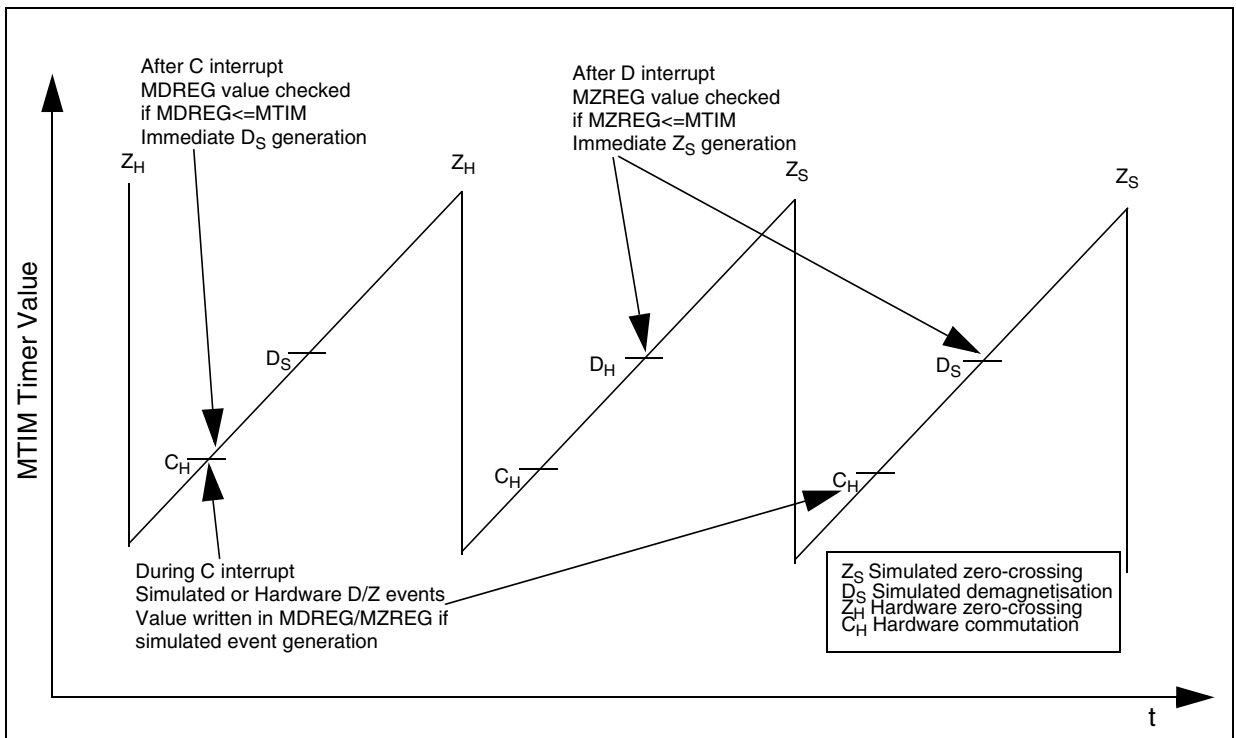 After C interrupt
MDREG value checked
if MDREG<=MTIM
Immediate DS generation
After D interrupt
MZREG value checked
if MZREG<=MTIM
Immediate ZS generation
ZH
ZH
ZS
ZS
MTIM Timer Value
DS
DH
DS
CH
CH
CH
During C interrupt
Simulated or Hardware D/Z events
Value written in MDREG/MZREG if
simulated event generation
ZS Simulated zero-crossing
DS Simulated demagnetisation
ZH Hardware zero-crossing
CH Hardware commutation
t